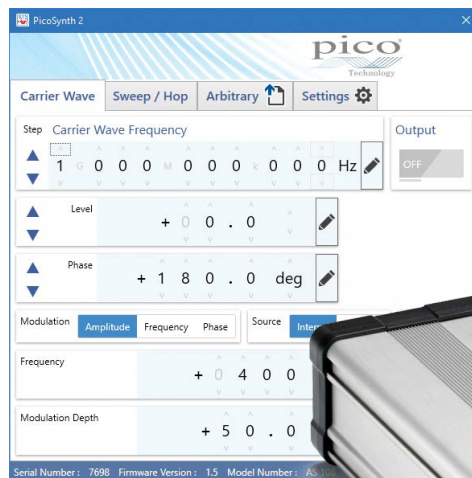 PicoSynth 2
pico
Technology
Carrier Wave Sweep / Hop Arbitrary Settings
Step Carrier Wave Frequency Output
1 G 0 0 0 M 0 0 0 k 0 0 0 Hz OFF
Level
+ 0 0 . 0
Phase
+ 1 8 0 . 0 deg
Modulation Amplitude Frequency Phase Source
Frequency
+ 0 4 0 0
Modulation Depth
+ 5 0 . 0
Serial Number : 7698 Firmware Version : 1.5 Model Number : AS 108